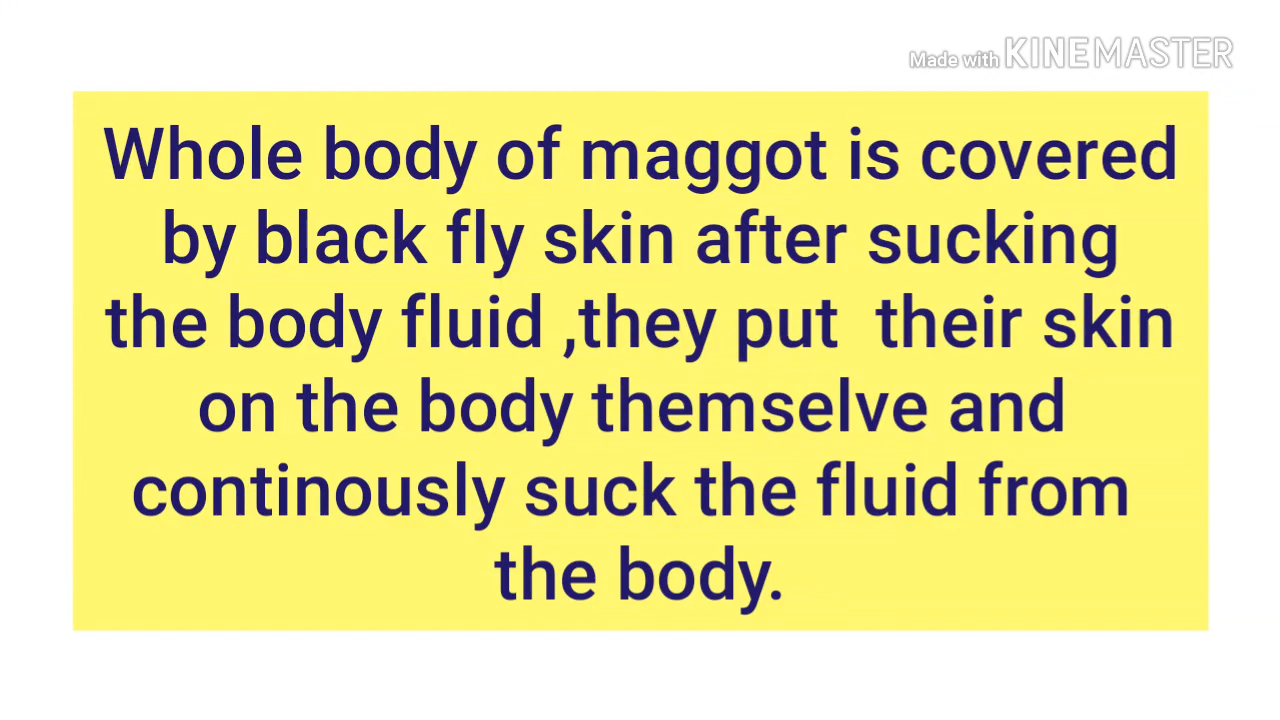 Made with KINEMASTER
Whole body of maggot is covered
by black fly skin after sucking
the body fluid ,they put  their skin
on the body themselve and
continously suck the fluid from
the body.